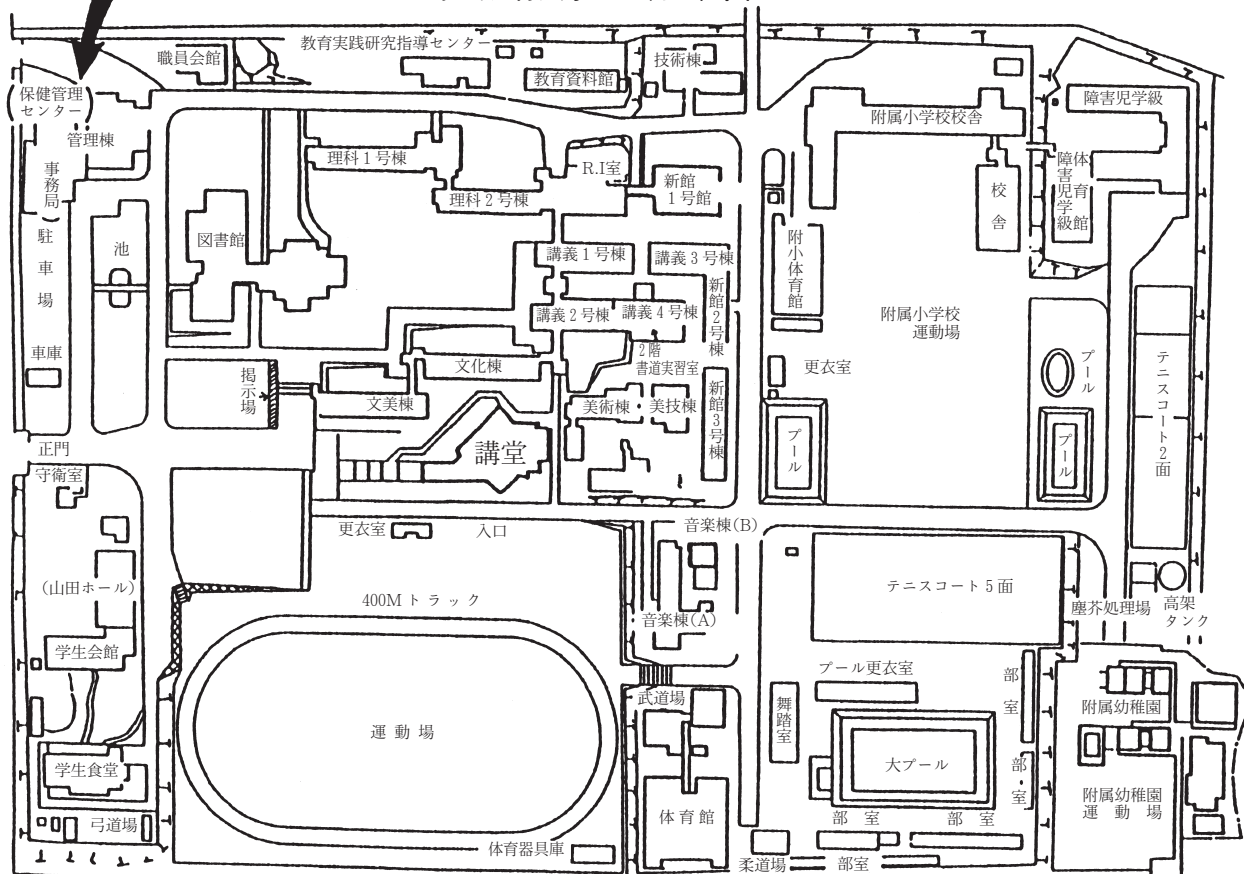 職員会館
教育実践研究指導センター
教育資料館
技術棟
保健管理
センター
管理棟
事務局
駐車場
池
車庫
図書館
理科1号棟
理科2号棟
R.I室
新館
1号館
講義1号棟
講義3号棟
講義2号棟
講義4号棟
2階
書道実習室
新館2号棟
新館3号棟
掲示場
文化棟
文美棟
美術棟
美技棟
講堂
附属小学校校舎
校舎
障害児学級
障害児学級
体育館
附小体育館
附属小学校
運動場
更衣室
プール
プール
プール
テニスコート2面
正門
守衛室
(山田ホール)
学生会館
学生食堂
弓道場
更衣室
入口
400Mトラック
運動場
体育器具庫
音楽棟(B)
音楽棟(A)
武道場
体育館
テニスコート5面
塵芥処理場
高架
タンク
プール更衣室
舞踏室
大プール
部室
部・室
部室
部室
柔道場
部室
附属幼稚園
附属幼稚園
運動場